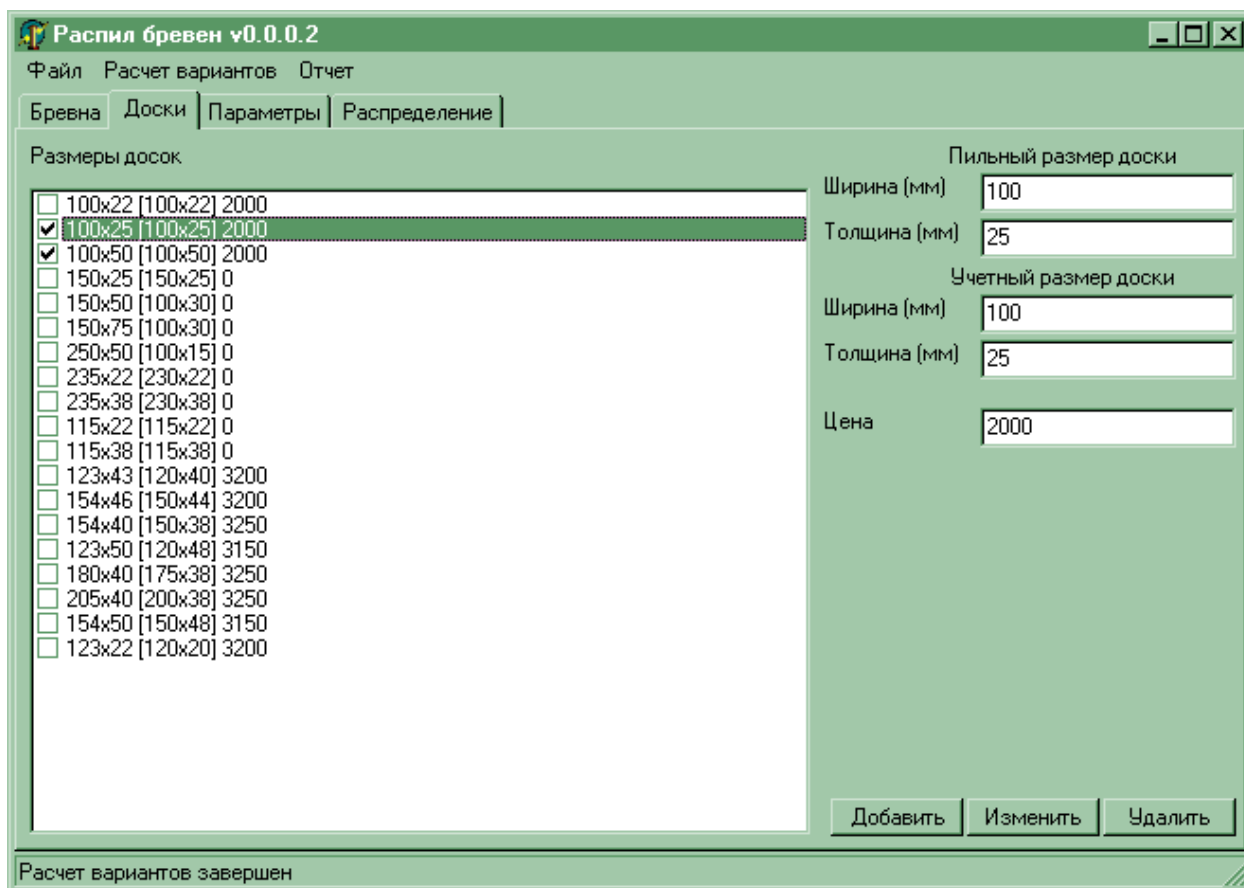 Распил бревен v0.0.0.2
Файл Расчет вариантов Отчет
Бревна Доски Параметры Распределение
Размеры досок
100x22 [100x22] 2000
100x25 [100x25] 2000
100x50 [100x50] 2000
150x25 [150x25] 0
150x50 [100x30] 0
150x75 [100x30] 0
250x50 [100x15] 0
235x22 [230x22] 0
235x38 [230x38] 0
115x22 [115x22] 0
115x38 [115x38] 0
123x43 [120x40] 3200
154x46 [150x44] 3200
154x40 [150x38] 3250
123x50 [120x48] 3150
180x40 [175x38] 3250
205x40 [200x38] 3250
154x50 [150x48] 3150
123x22 [120x20] 3200
Пильный размер доски
Ширина (мм) 100
Толщина (мм) 25
Учетный размер доски
Ширина (мм) 100
Толщина (мм) 25
Цена 2000
Добавить Изменить Удалить
Расчет вариантов завершен